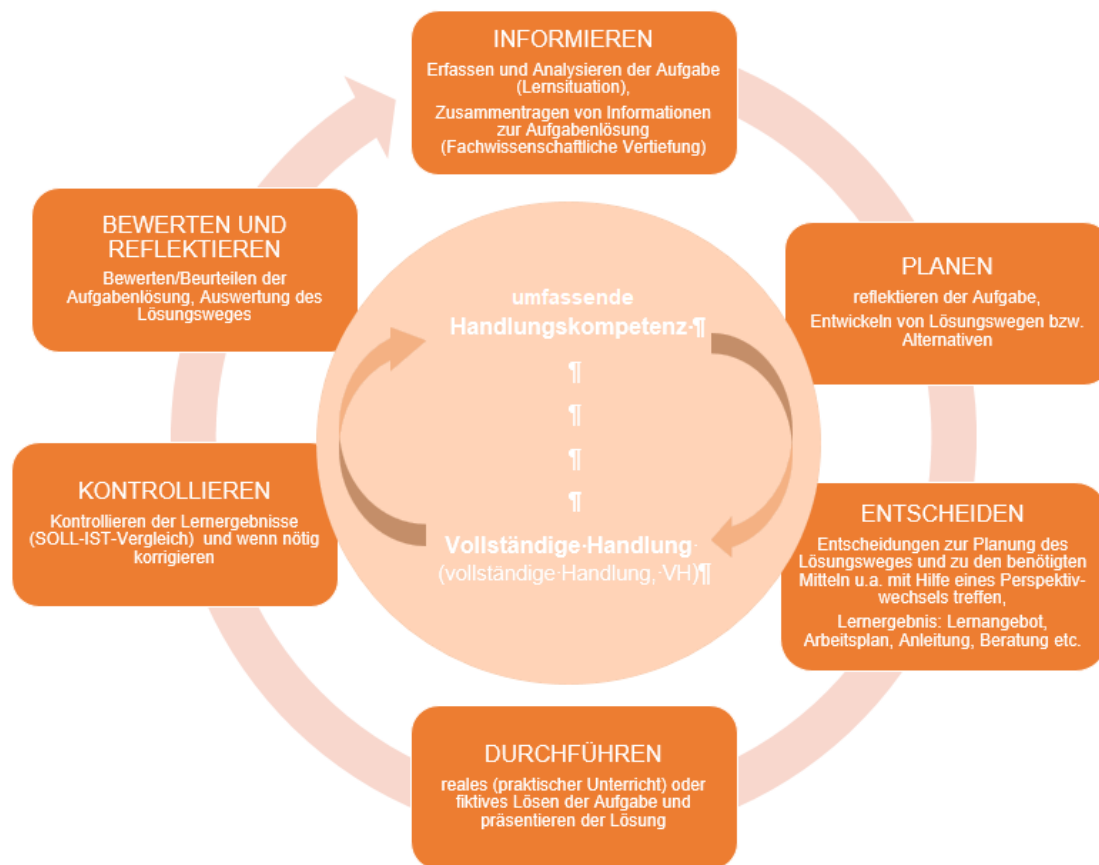 INFORMIEREN
Erfassen und Analysieren der Aufgabe
(Lernsituation),
Zusammentragen von Informationen
zur Aufgabenlösung
(Fachwissenschaftliche Vertiefung)
PLANEN
reflektieren der Aufgabe,
Entwickeln von Lösungswegen bzw.
Alternativen
ENTSCHEIDEN
Entscheidungen zur Planung des
Lösungsweges und zu den benötigten
Mitteln u.a. mit Hilfe eines Perspektiv-
wechsels treffen,
Lernergebnis: Lernangebot,
Arbeitsplan, Anleitung, Beratung etc.
DURCHFÜHREN
reales (praktischer Unterricht) oder
fiktives Lösen der Aufgabe und
präsentieren der Lösung
KONTROLLIEREN
Kontrollieren der Lernergebnisse
(SOLL-IST-Vergleich) und wenn nötig
korrigieren
BEWERTEN UND
REFLEKTIEREN
Bewerten/Beurteilen der
Aufgabenlösung, Auswertung des
Lösungsweges
umfassende
Handlungskompetenz·¶
¶
¶
¶
¶
Vollständige·Handlung·
(vollständige·Handlung,·VH)¶